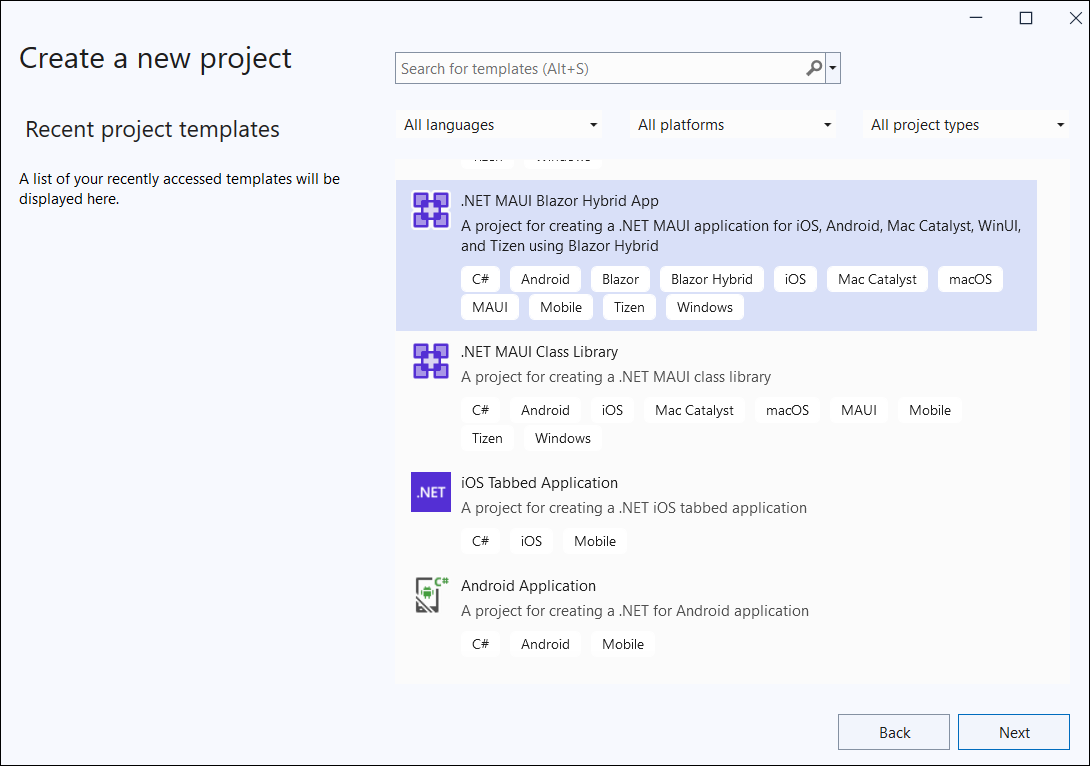 Create a new project
Search for templates (Alt+S)
Recent project templates
A list of your recently accessed templates will be
displayed here.
All languages
All platforms
All project types
Tizen Windows
.NET MAUI Blazor Hybrid App
A project for creating a .NET MAUI application for iOS, Android, Mac Catalyst, WinUI,
and Tizen using Blazor Hybrid
C# Android Blazor Blazor Hybrid iOS Mac Catalyst macOS
MAUI Mobile Tizen Windows
.NET MAUI Class Library
A project for creating a .NET MAUI class library
C# Android iOS Mac Catalyst macOS MAUI Mobile
Tizen Windows
.NET
iOS Tabbed Application
A project for creating a .NET iOS tabbed application
C# iOS Mobile
C#
Android Application
A project for creating a .NET for Android application
C# Android Mobile
Back
Next